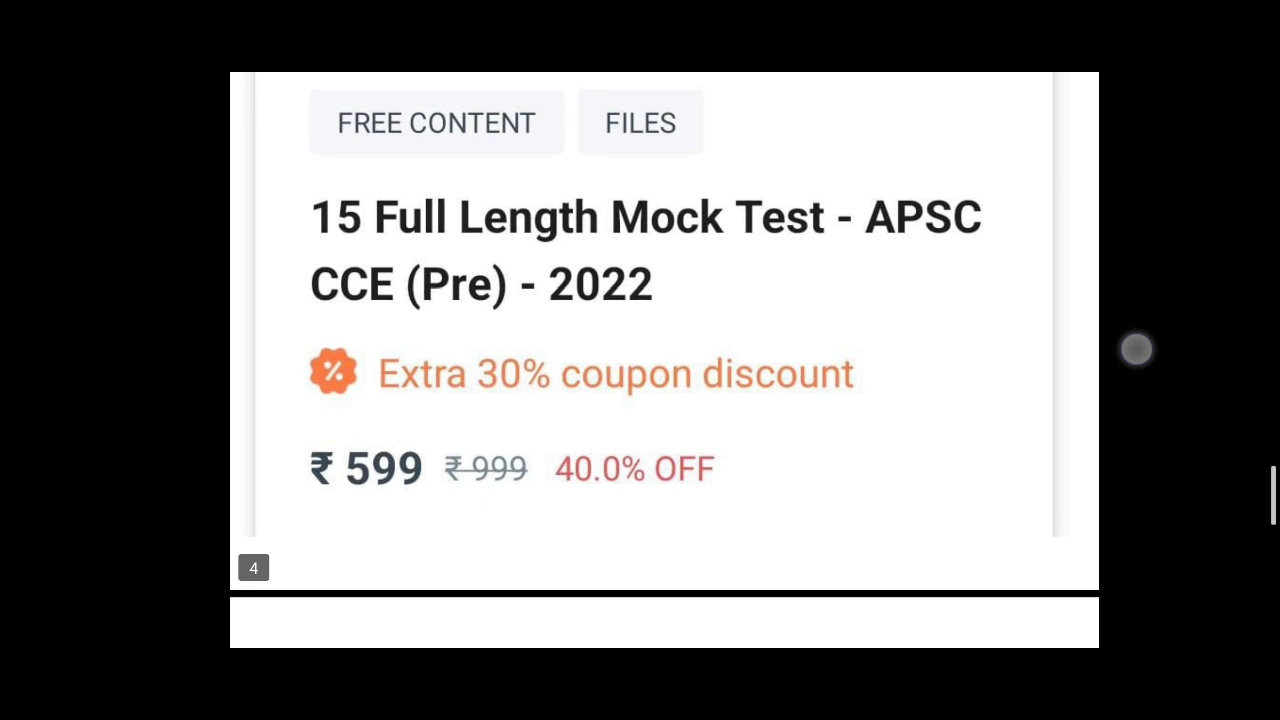 FREE CONTENT FILES
15 Full Length Mock Test - APSC
CCE (Pre) - 2022
Extra 30% coupon discount
₹ 599 ₹ 999 40.0% OFF
4